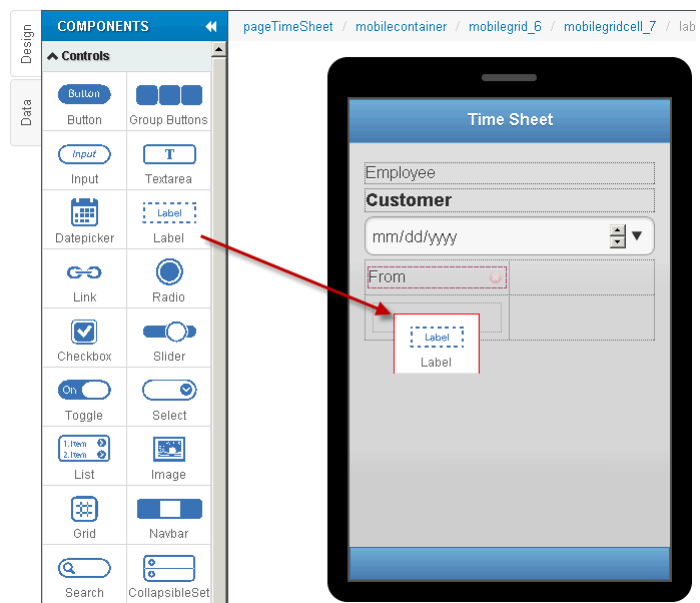 Design
Data
COMPONENTS
Controls
Button
Button
Group Buttons
Input
Input
T
Textarea
Datepicker
Label
Label
Link
Radio
Checkbox
Slider
On
Toggle
Select
1.Item
2.Item
List
Image
Grid
Navbar
Search
CollapsibleSet
pageTimeSheet / mobilecontainer / mobilegrid_6 / mobilegridcell_7 / lab
Time Sheet
Employee
Customer
mm/dd/yyyy
From
Label
Label